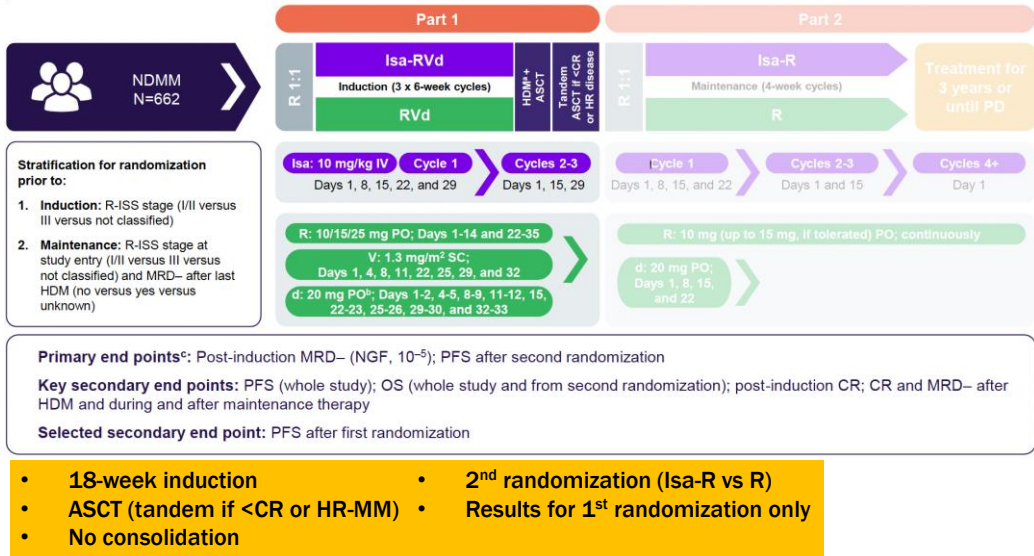 Part 1
Part 2
NDMM
N=662
R 1:1
Isa-RVd
Induction (3 x 6-week cycles)
RVd
HDMᵃ +
ASCT
Tandem
ASCT if <CR
or HR disease
R 1:1
Isa-R
Maintenance (4-week cycles)
R
Treatment for
3 years or
until PD
Stratification for randomization
prior to:
1. Induction: R-ISS stage (I/II versus
III versus not classified)
2. Maintenance: R-ISS stage at
study entry (I/II versus III versus
not classified) and MRD– after last
HDM (no versus yes versus
unknown)
Isa: 10 mg/kg IV
Cycle 1
Days 1, 8, 15, 22, and 29
Cycles 2-3
Days 1, 15, 29
Cycle 1
Days 1, 8, 15, and 22
Cycles 2-3
Days 1 and 15
Cycles 4+
Day 1
R: 10/15/25 mg PO; Days 1-14 and 22-35
V: 1.3 mg/m² SC;
Days 1, 4, 8, 11, 22, 25, 29, and 32
d: 20 mg POᵇ; Days 1-2, 4-5, 8-9, 11-12, 15,
22-23, 25-26, 29-30, and 32-33
R: 10 mg (up to 15 mg, if tolerated) PO; continuously
d: 20 mg PO;
Days 1, 8, 15,
and 22
Primary end pointsᶜ: Post-induction MRD– (NGF, 10⁻⁵); PFS after second randomization
Key secondary end points: PFS (whole study); OS (whole study and from second randomization); post-induction CR; CR and MRD– after
HDM and during and after maintenance therapy
Selected secondary end point: PFS after first randomization
• 18-week induction
• ASCT (tandem if <CR or HR-MM)
• No consolidation
• 2nd randomization (Isa-R vs R)
• Results for 1st randomization only